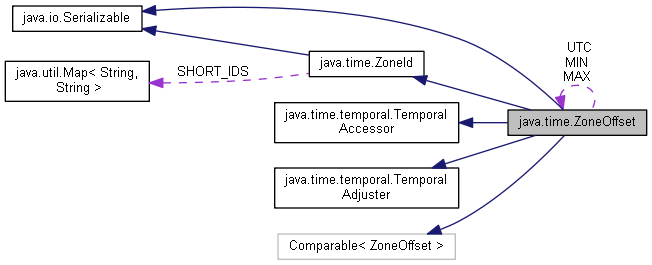 java.io.Serializable
java.util.Map< String,
String >
SHORT_IDS
java.time.ZoneId
java.time.temporal.Temporal
Accessor
java.time.temporal.Temporal
Adjuster
Comparable< ZoneOffset >
UTC
MIN
MAX
java.time.ZoneOffset